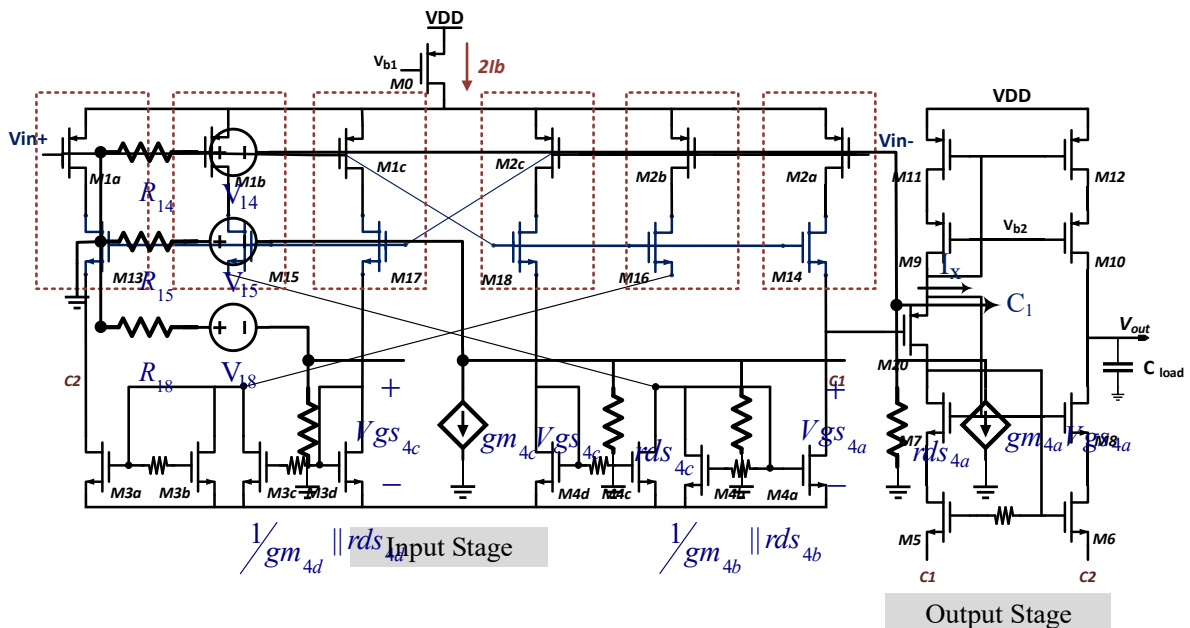 VDD
Vb1
M0
2Ib
VDD
Vin+
Vin-
M1a
M1b
M1c
M2c
M2b
M2a
M11
M12
R14
V14
Vb2
M9
M10
M13
M15
M17
M18
M16
M14
R15
V15
Ix
C1
Vout
M20
C load
R18
V18
C2
C1
+
+
Vgs4c
gm4c Vgs4c
rds4c
Vgs4a
rds4a
gm4a Vgs4a
M7
M8
−
−
M3a
M3b
M3c
M3d
M4d
M4c
M4b
M4a
M5
M6
1/gm4d || rds4d
Input Stage
1/gm4b || rds4b
C1
C2
Output Stage